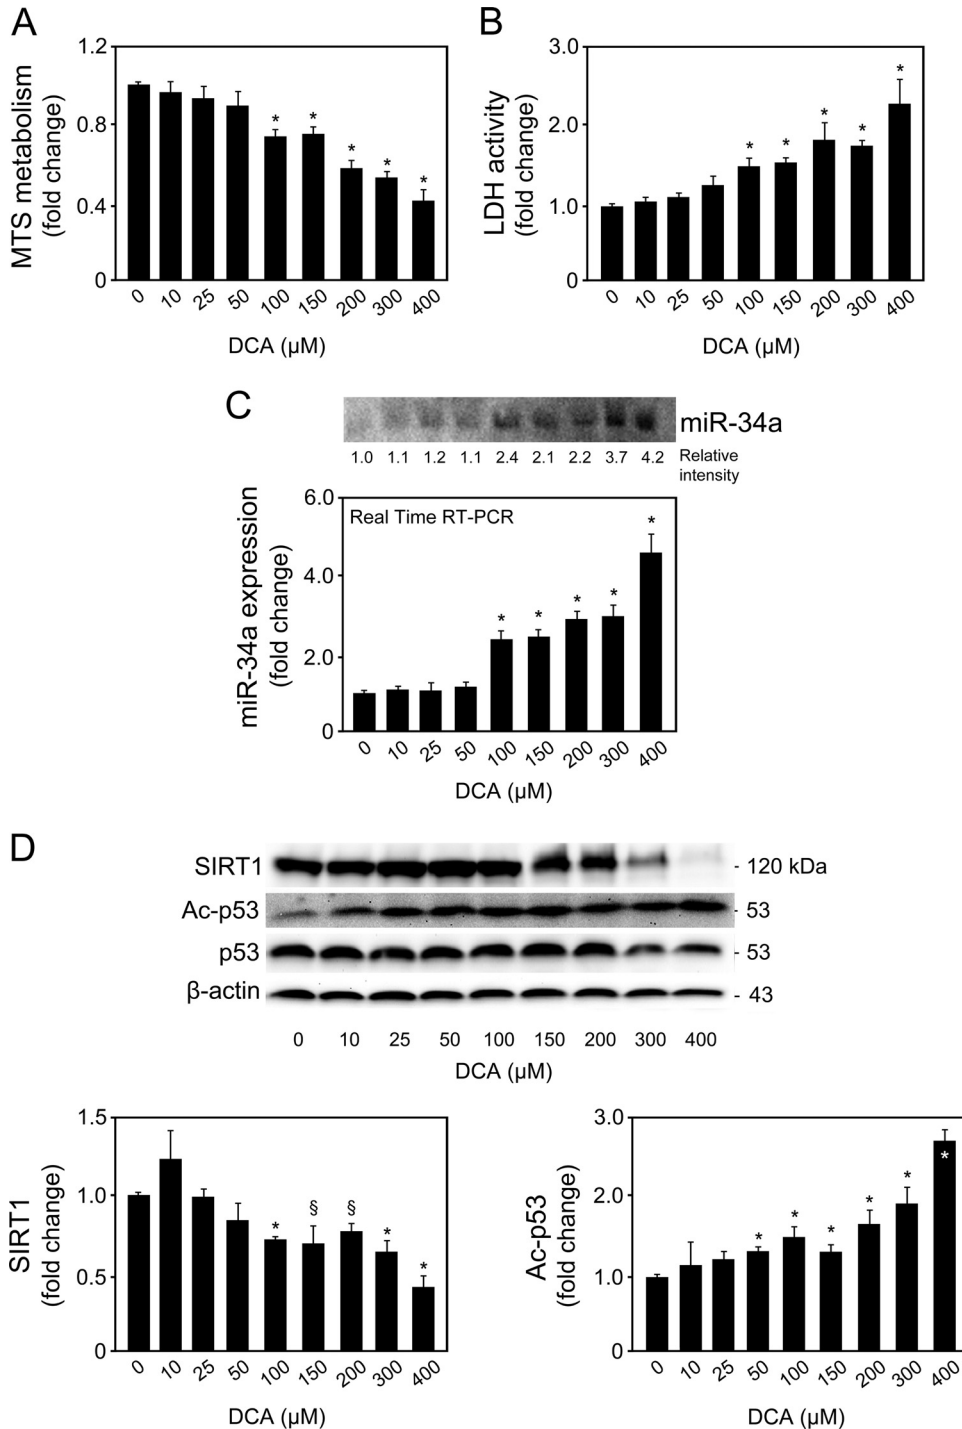 A
1.2
0.8
0.4
0
MTS metabolism
(fold change)
*
*
*
*
*
0 10 25 50 100 150 200 300 400
DCA (μM)
B
3.0
2.0
1.0
0
LDH activity
(fold change)
*
*
*
*
*
0 10 25 50 100 150 200 300 400
DCA (μM)
C
miR-34a
1.0 1.1 1.2 1.1 2.4 2.1 2.2 3.7 4.2
Relative
intensity
6.0
4.0
2.0
0
miR-34a expression
(fold change)
Real Time RT-PCR
*
*
*
*
*
0 10 25 50 100 150 200 300 400
DCA (μM)
D
SIRT1 - 120 kDa
Ac-p53 - 53
p53 - 53
β-actin - 43
0 10 25 50 100 150 200 300 400
DCA (μM)
1.5
1.0
0.5
0
SIRT1
(fold change)
*
§
§
*
*
0 10 25 50 100 150 200 300 400
DCA (μM)
3.0
2.0
1.0
0
Ac-p53
(fold change)
*
*
*
*
*
*
0 10 25 50 100 150 200 300 400
DCA (μM)